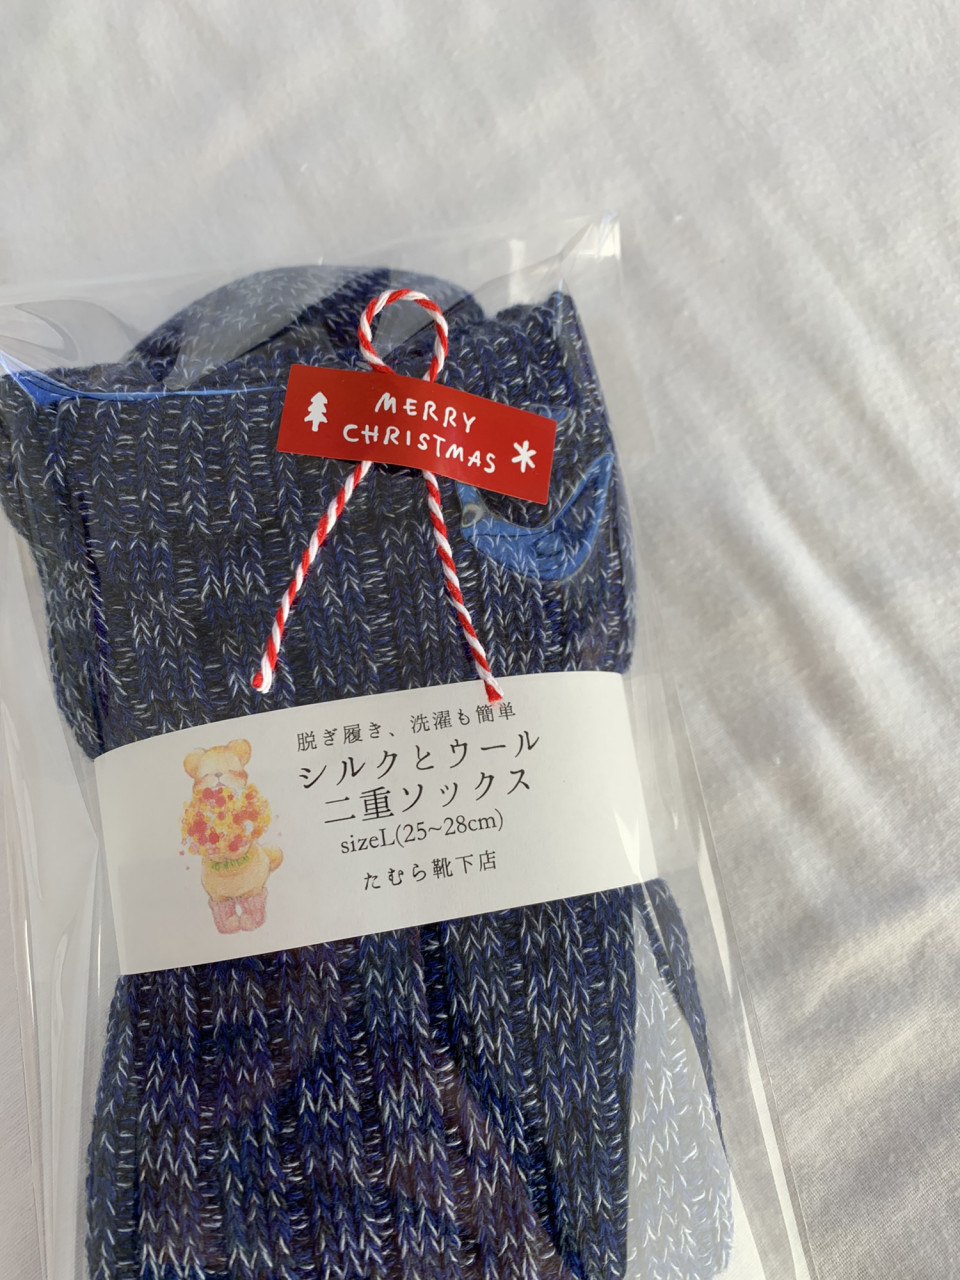 MERRY
CHRISTMAS
脱ぎ履き、洗濯も簡単
シルクとウール
二重ソックス
sizeL(25~28cm)
たむら靴下店